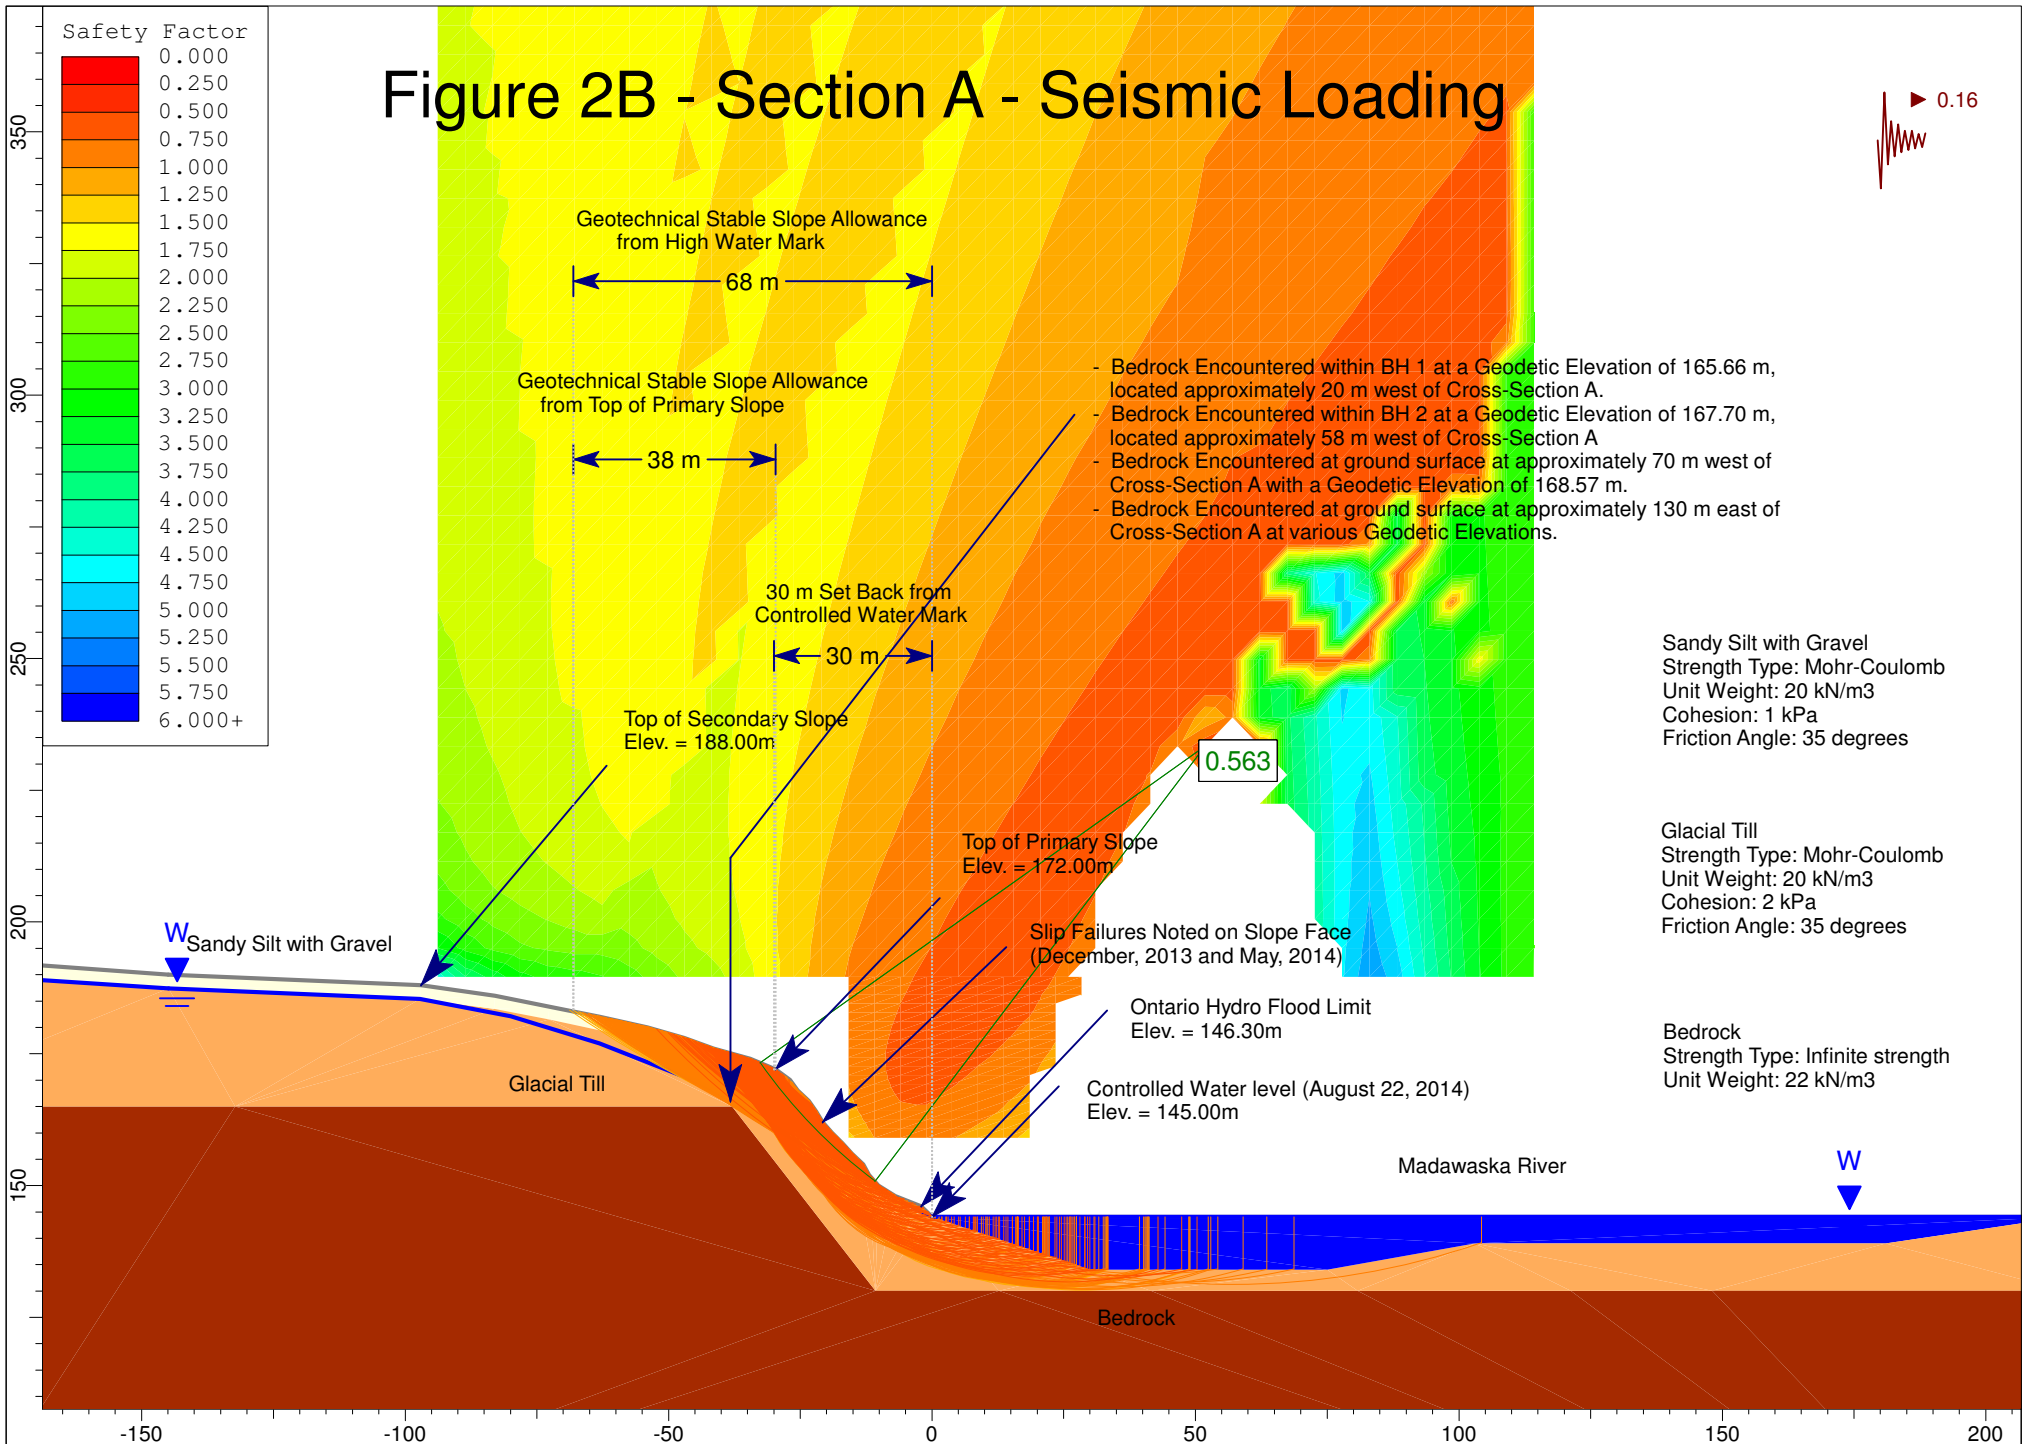 Figure 2B - Section A - Seismic Loading
Safety Factor
0.000
0.250
0.500
0.750
1.000
1.250
1.500
1.750
2.000
2.250
2.500
2.750
3.000
3.250
3.500
3.750
4.000
4.250
4.500
4.750
5.000
5.250
5.500
5.750
6.000+
0.16
Geotechnical Stable Slope Allowance
from High Water Mark
68 m
Geotechnical Stable Slope Allowance
from Top of Primary Slope
38 m
- Bedrock Encountered within BH 1 at a Geodetic Elevation of 165.66 m,
located approximately 20 m west of Cross-Section A.
- Bedrock Encountered within BH 2 at a Geodetic Elevation of 167.70 m,
located approximately 58 m west of Cross-Section A
- Bedrock Encountered at ground surface at approximately 70 m west of
Cross-Section A with a Geodetic Elevation of 168.57 m.
- Bedrock Encountered at ground surface at approximately 130 m east of
Cross-Section A at various Geodetic Elevations.
30 m Set Back from
Controlled Water Mark
30 m
Top of Secondary Slope
Elev. = 188.00m
0.563
Sandy Silt with Gravel
Strength Type: Mohr-Coulomb
Unit Weight: 20 kN/m3
Cohesion: 1 kPa
Friction Angle: 35 degrees
Glacial Till
Strength Type: Mohr-Coulomb
Unit Weight: 20 kN/m3
Cohesion: 2 kPa
Friction Angle: 35 degrees
Bedrock
Strength Type: Infinite strength
Unit Weight: 22 kN/m3
Top of Primary Slope
Elev. = 172.00m
Slip Failures Noted on Slope Face
(December, 2013 and May, 2014)
Ontario Hydro Flood Limit
Elev. = 146.30m
Controlled Water level (August 22, 2014)
Elev. = 145.00m
W
Sandy Silt with Gravel
Glacial Till
Madawaska River
W
Bedrock
350
300
250
200
150
-150
-100
-50
0
50
100
150
200